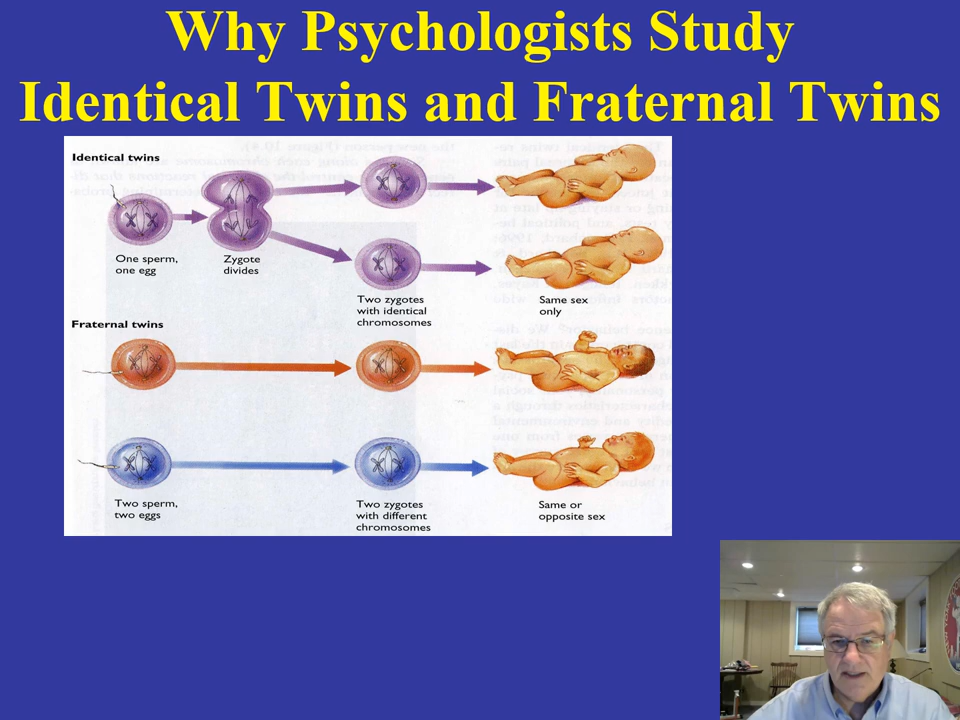 Why Psychologists Study
Identical Twins and Fraternal Twins
Identical twins
One sperm,
one egg
Zygote
divides
Two zygotes
with identical
chromosomes
Same sex
only
Fraternal twins
Two sperm,
two eggs
Two zygotes
with different
chromosomes
Same or
opposite sex